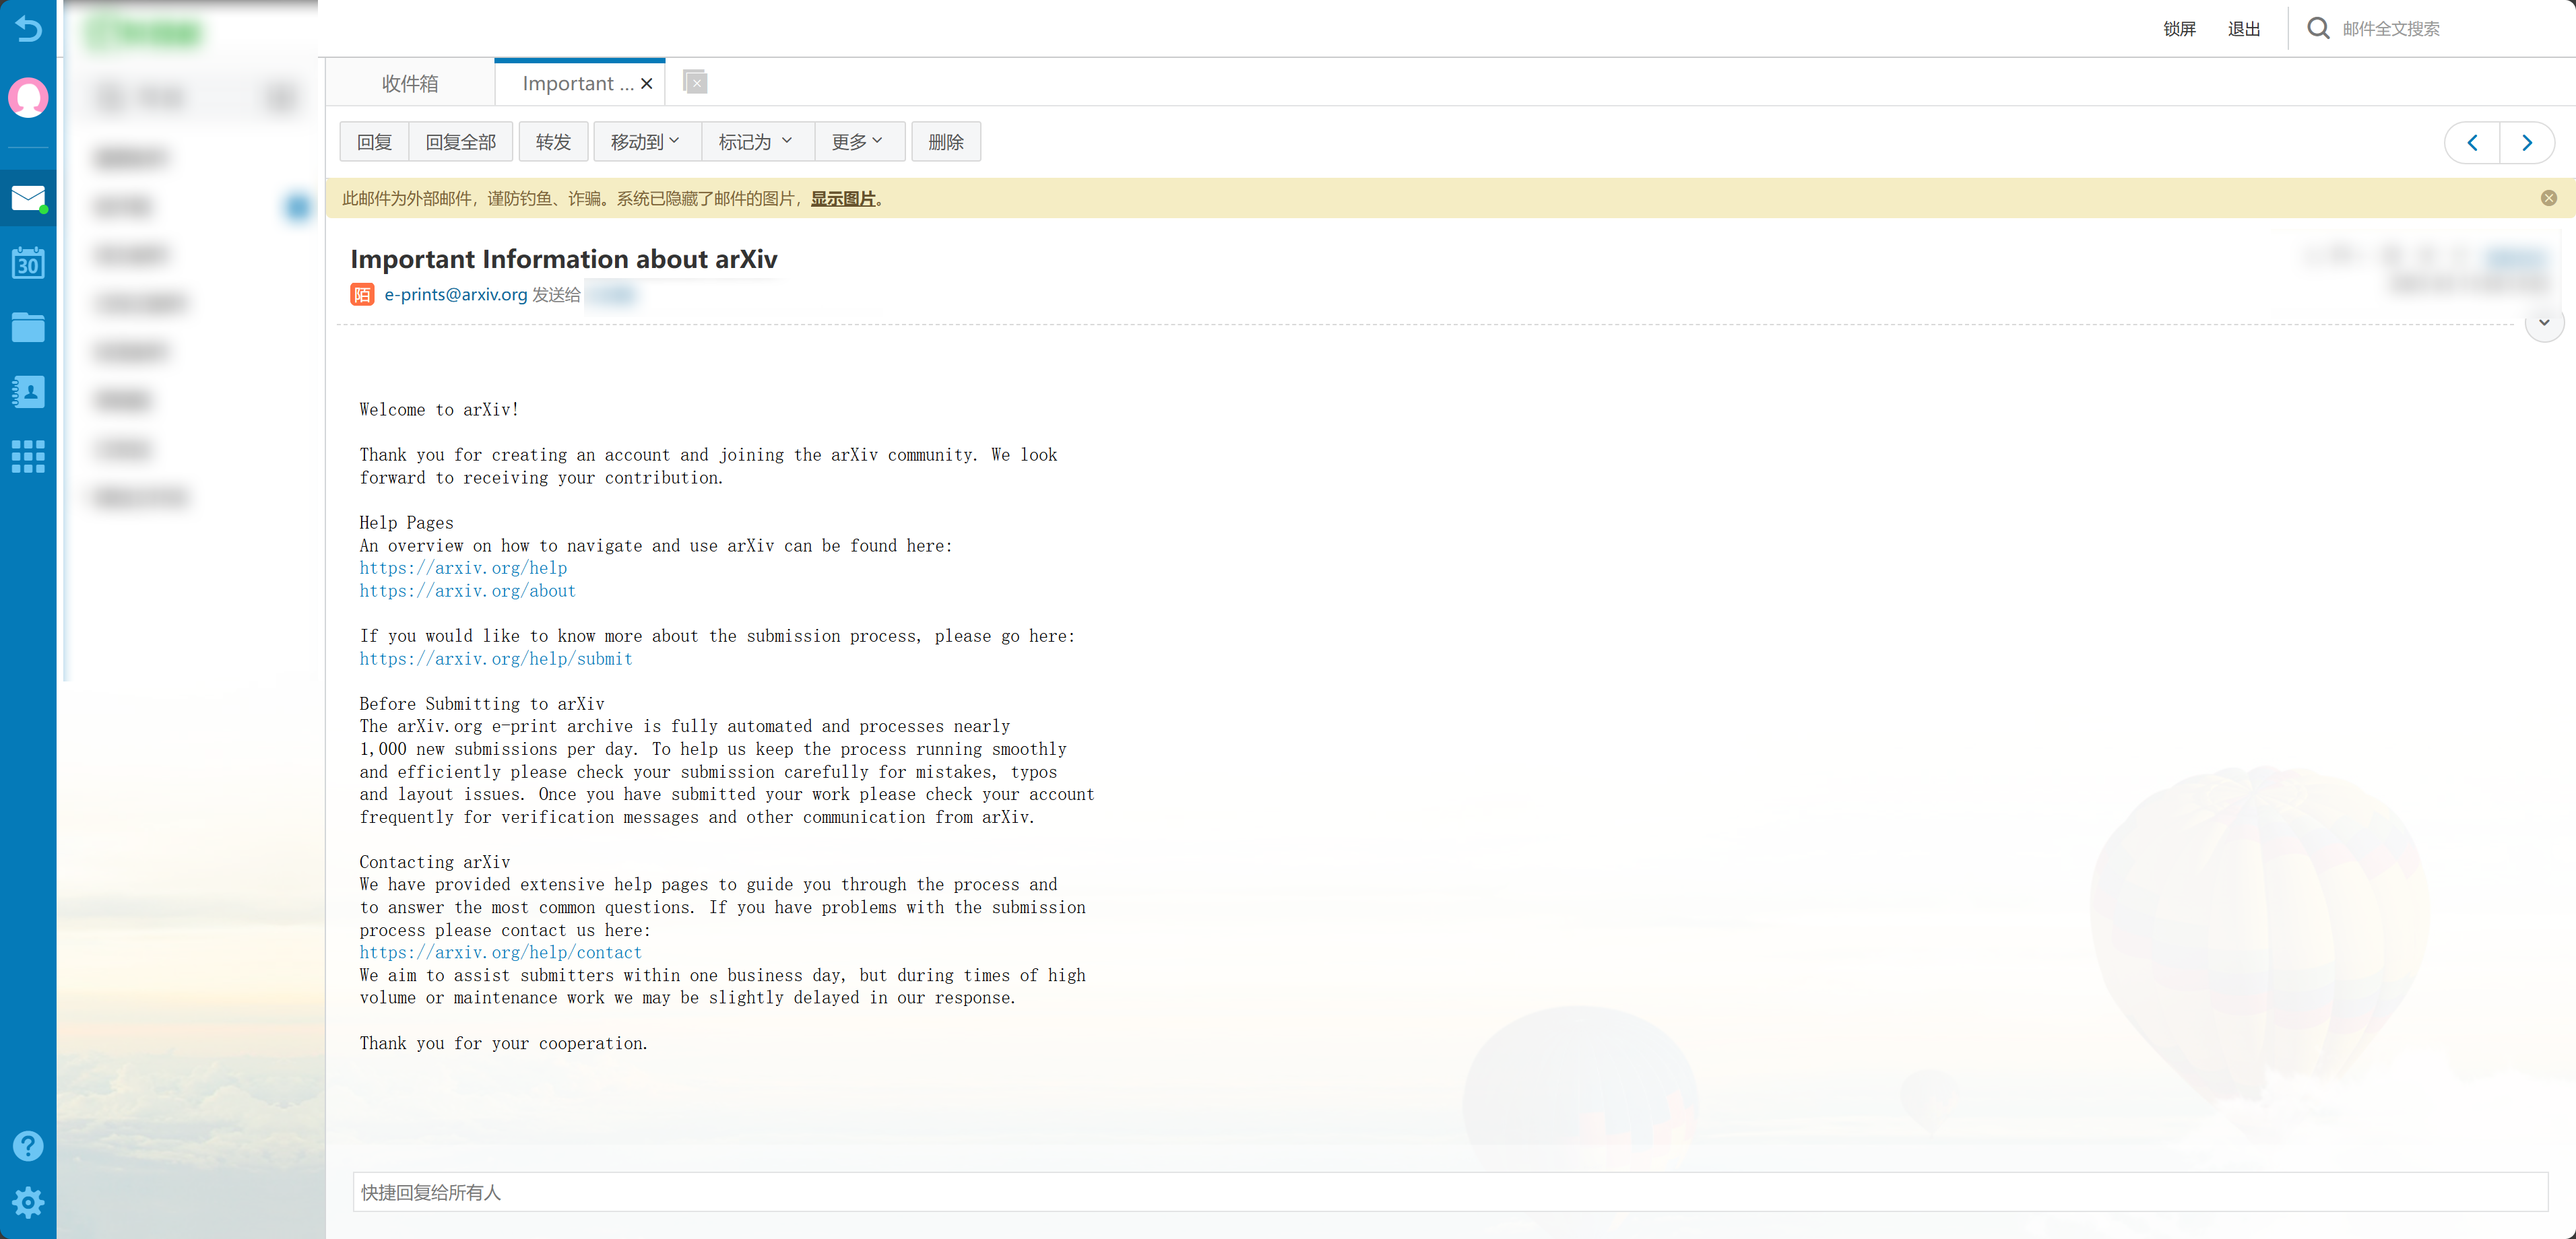 锁屏 退出 邮件全文搜索
收件箱 Important ...
回复 回复全部 转发 移动到 标记为 更多 删除
此邮件为外部邮件，谨防钓鱼、诈骗。系统已隐藏了邮件的图片，显示图片。
30
Important Information about arXiv
陌 e-prints@arxiv.org 发送给
Welcome to arXiv!
Thank you for creating an account and joining the arXiv community. We look
forward to receiving your contribution.
Help Pages
An overview on how to navigate and use arXiv can be found here:
https://arxiv.org/help
https://arxiv.org/about
If you would like to know more about the submission process, please go here:
https://arxiv.org/help/submit
Before Submitting to arXiv
The arXiv.org e-print archive is fully automated and processes nearly
1,000 new submissions per day. To help us keep the process running smoothly
and efficiently please check your submission carefully for mistakes, typos
and layout issues. Once you have submitted your work please check your account
frequently for verification messages and other communication from arXiv.
Contacting arXiv
We have provided extensive help pages to guide you through the process and
to answer the most common questions. If you have problems with the submission
process please contact us here:
https://arxiv.org/help/contact
We aim to assist submitters within one business day, but during times of high
volume or maintenance work we may be slightly delayed in our response.
Thank you for your cooperation.
快捷回复给所有人